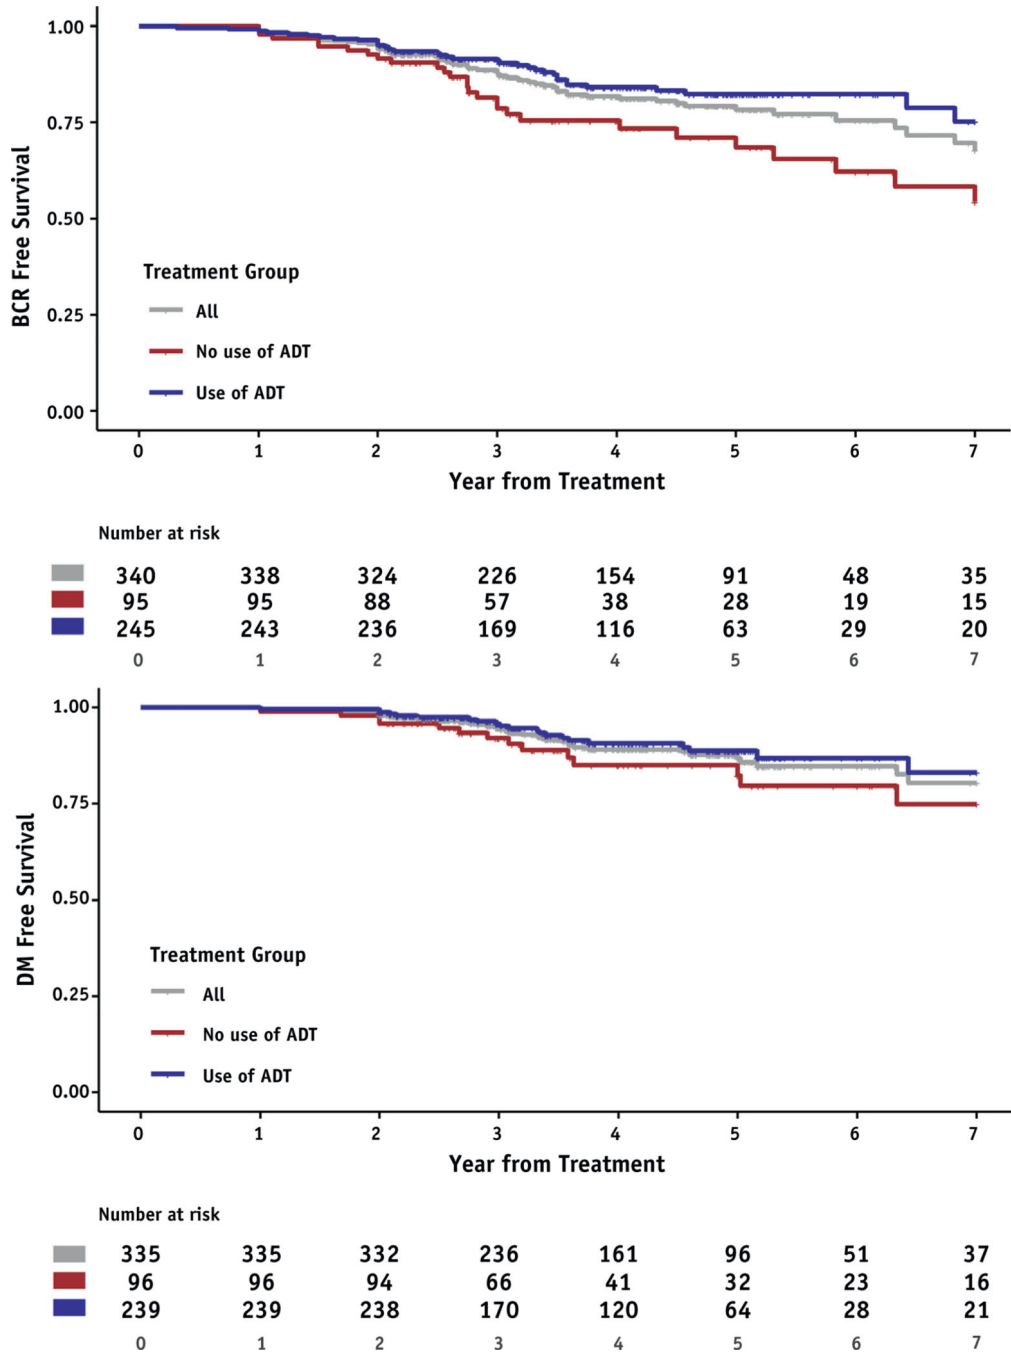 1.00
0.75
0.50
0.25
0.00
BCR Free Survival
Treatment Group
All
No use of ADT
Use of ADT
0 1 2 3 4 5 6 7
Year from Treatment
Number at risk
340 338 324 226 154 91 48 35
95 95 88 57 38 28 19 15
245 243 236 169 116 63 29 20
0 1 2 3 4 5 6 7
1.00
0.75
0.50
0.25
0.00
DM Free Survival
Treatment Group
All
No use of ADT
Use of ADT
0 1 2 3 4 5 6 7
Year from Treatment
Number at risk
335 335 332 236 161 96 51 37
96 96 94 66 41 32 23 16
239 239 238 170 120 64 28 21
0 1 2 3 4 5 6 7